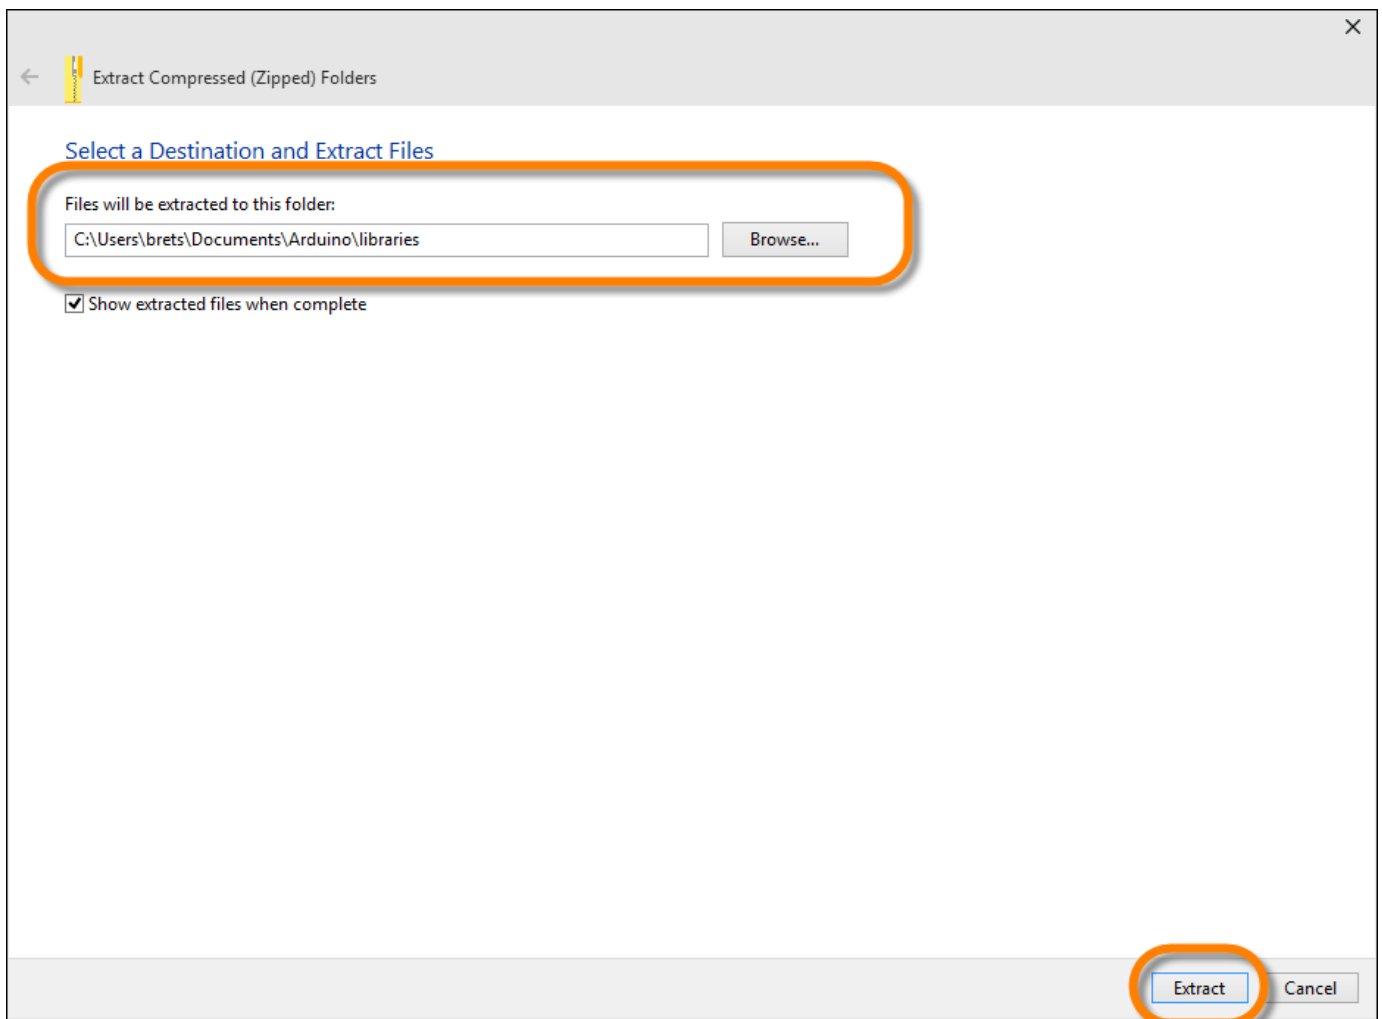 Extract Compressed (Zipped) Folders
Select a Destination and Extract Files
Files will be extracted to this folder:
C:\Users\brets\Documents\Arduino\libraries
Browse...
Show extracted files when complete
Extract
Cancel